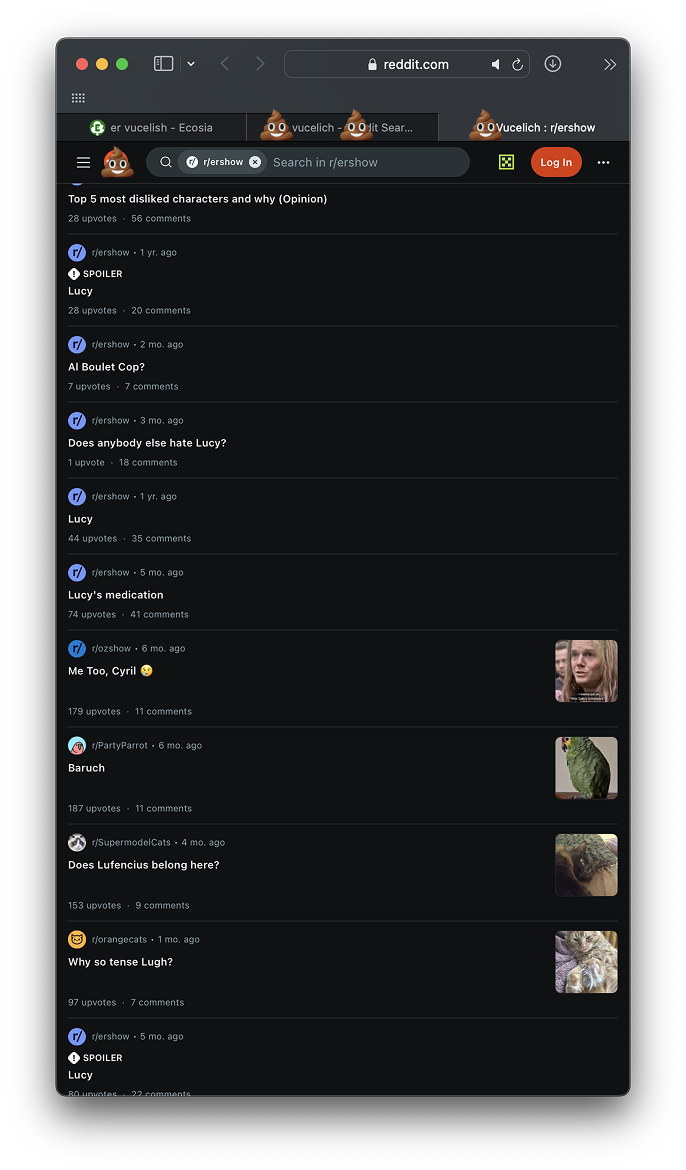 reddit.com
er vucelish - Ecosia
vucelich - dit Sear...
Vucelich : r/ershow
r/ r/ershow Search in r/ershow
Log In
Top 5 most disliked characters and why (Opinion)
28 upvotes · 56 comments
r/ r/ershow • 1 yr. ago
SPOILER
Lucy
28 upvotes · 20 comments
r/ r/ershow • 2 mo. ago
Al Boulet Cop?
7 upvotes · 7 comments
r/ r/ershow • 3 mo. ago
Does anybody else hate Lucy?
1 upvote · 18 comments
r/ r/ershow • 1 yr. ago
Lucy
44 upvotes · 35 comments
r/ r/ershow • 5 mo. ago
Lucy's medication
74 upvotes · 41 comments
r/ r/ozshow • 6 mo. ago
Me Too, Cyril 😢
179 upvotes · 11 comments
r/PartyParrot • 6 mo. ago
Baruch
187 upvotes · 11 comments
r/SupermodelCats • 4 mo. ago
Does Lufencius belong here?
153 upvotes · 9 comments
r/orangecats • 1 mo. ago
Why so tense Lugh?
97 upvotes · 7 comments
r/ r/ershow • 5 mo. ago
SPOILER
Lucy
80 upvotes · 22 comments